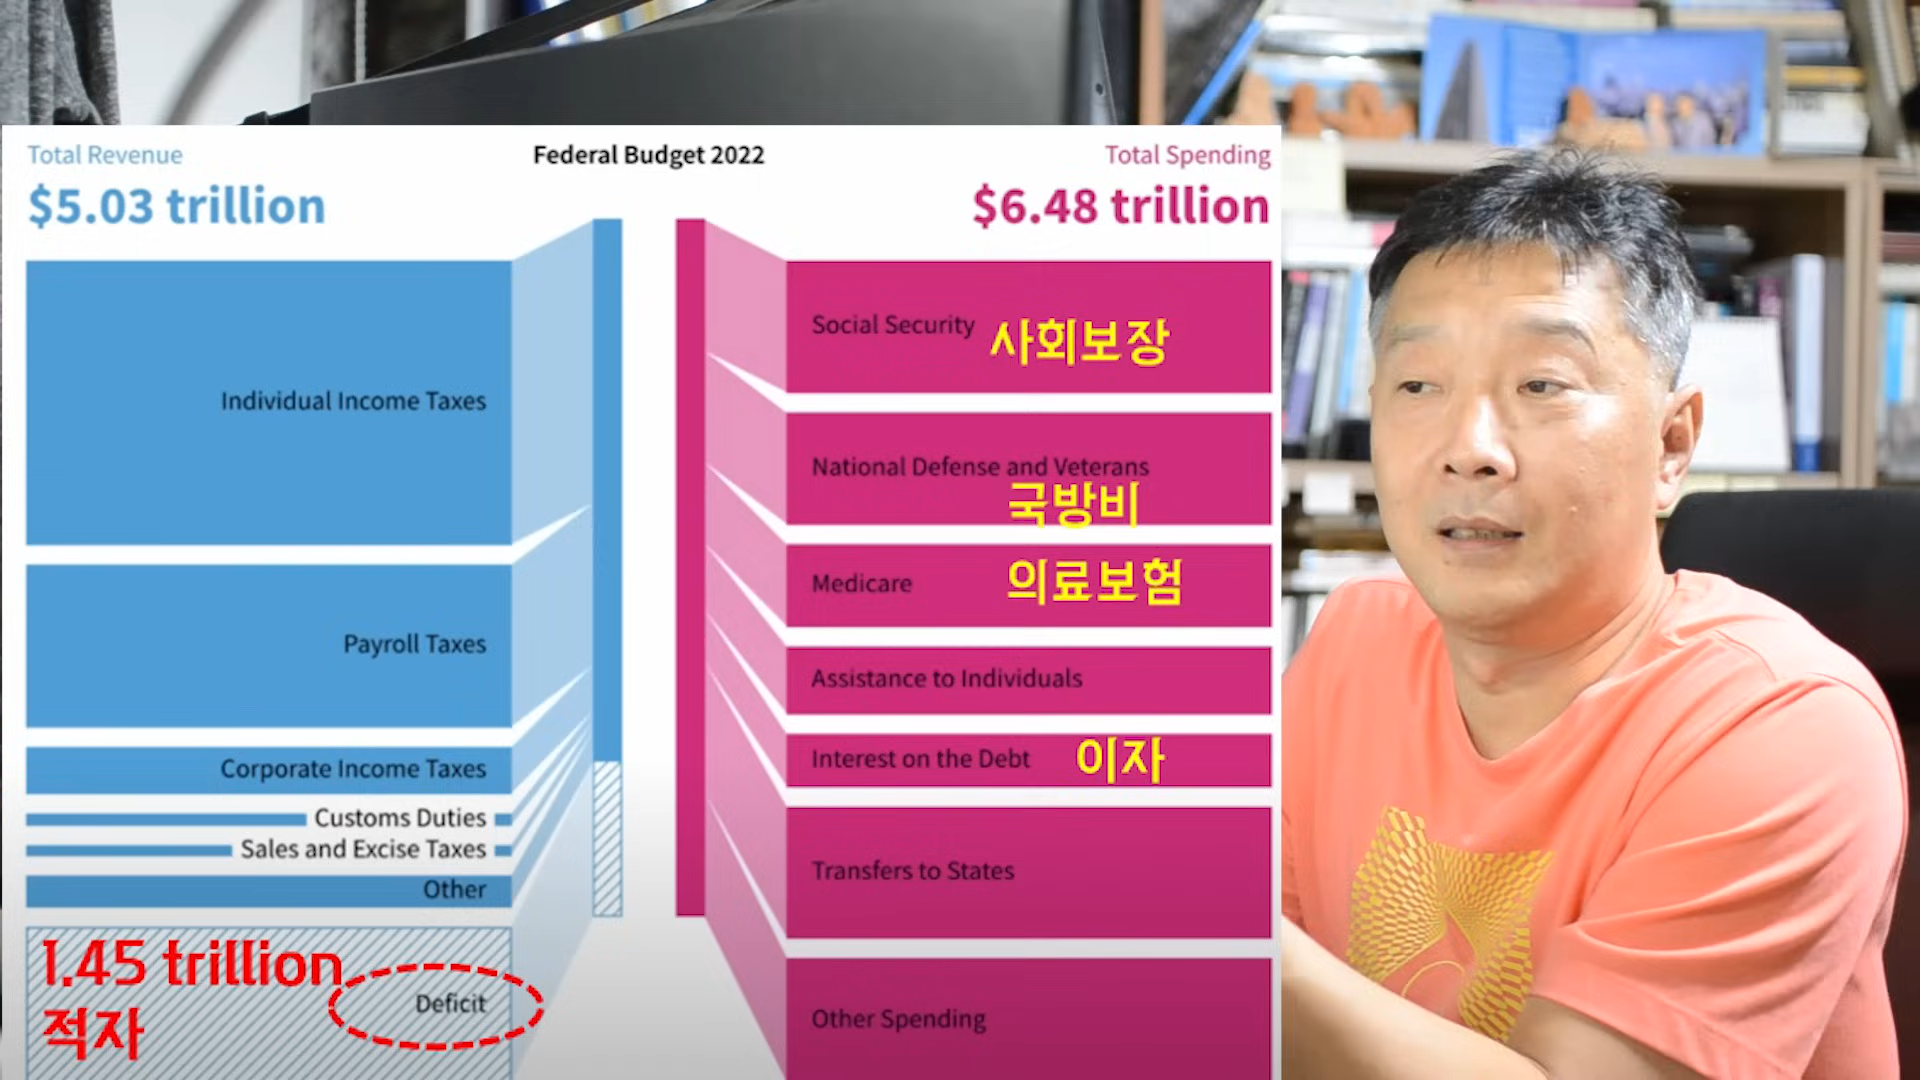 Total Revenue
Federal Budget 2022
Total Spending
$5.03 trillion
$6.48 trillion
Individual Income Taxes
Payroll Taxes
Corporate Income Taxes
Customs Duties
Sales and Excise Taxes
Other
1.45 trillion
적자
Deficit
Social Security 사회보장
National Defense and Veterans
국방비
Medicare 의료보험
Assistance to Individuals
Interest on the Debt 이자
Transfers to States
Other Spending